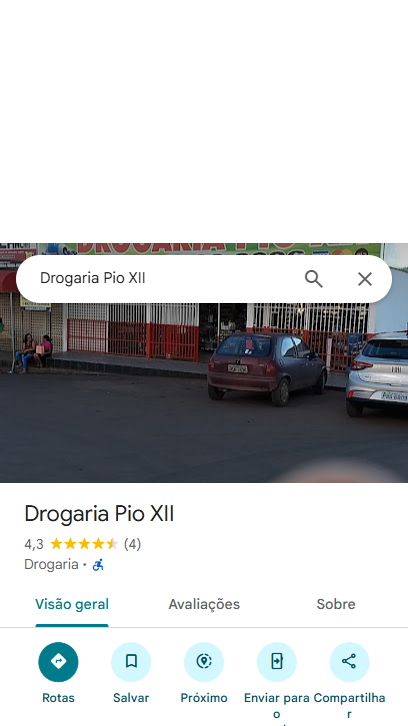 DROGARIA PIO XII
Drogaria Pio XII
Drogaria Pio XII
4,3 (4)
Drogaria ·
Visão geral Avaliações Sobre
Rotas Salvar Próximo Enviar para o Compartilhar